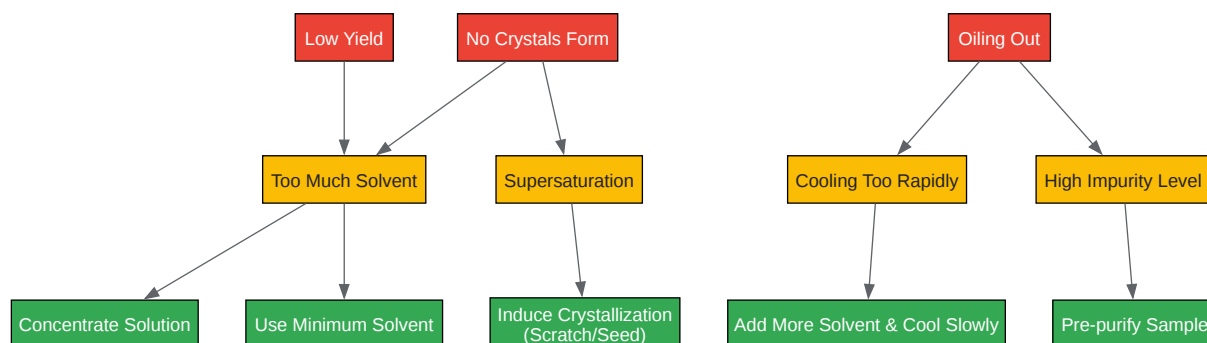 Low Yield
No Crystals Form
Oiling Out
Too Much Solvent
Supersaturation
Cooling Too Rapidly
High Impurity Level
Concentrate Solution
Use Minimum Solvent
Induce Crystallization
(Scratch/Seed)
Add More Solvent & Cool Slowly
Pre-purify Sample